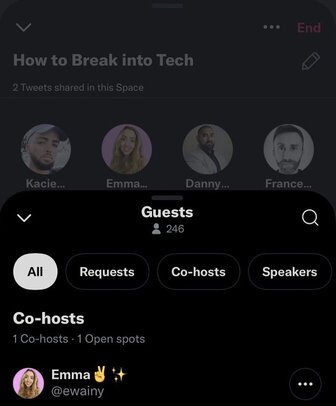 End
How to Break into Tech
2 Tweets shared in this Space
Kacie... Emma... Danny... France...
Guests
246
All Requests Co-hosts Speakers
Co-hosts
1 Co-hosts · 1 Open spots
Emma✌️✨
@ewainy